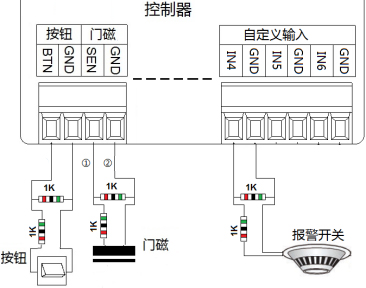 控制器
按钮 门磁
BTN GND SEN GND
自定义输入
IN4 GND IN5 GND IN6 GND
① ②
1K 1K 1K
1K 1K 1K
按钮
门磁
报警开关